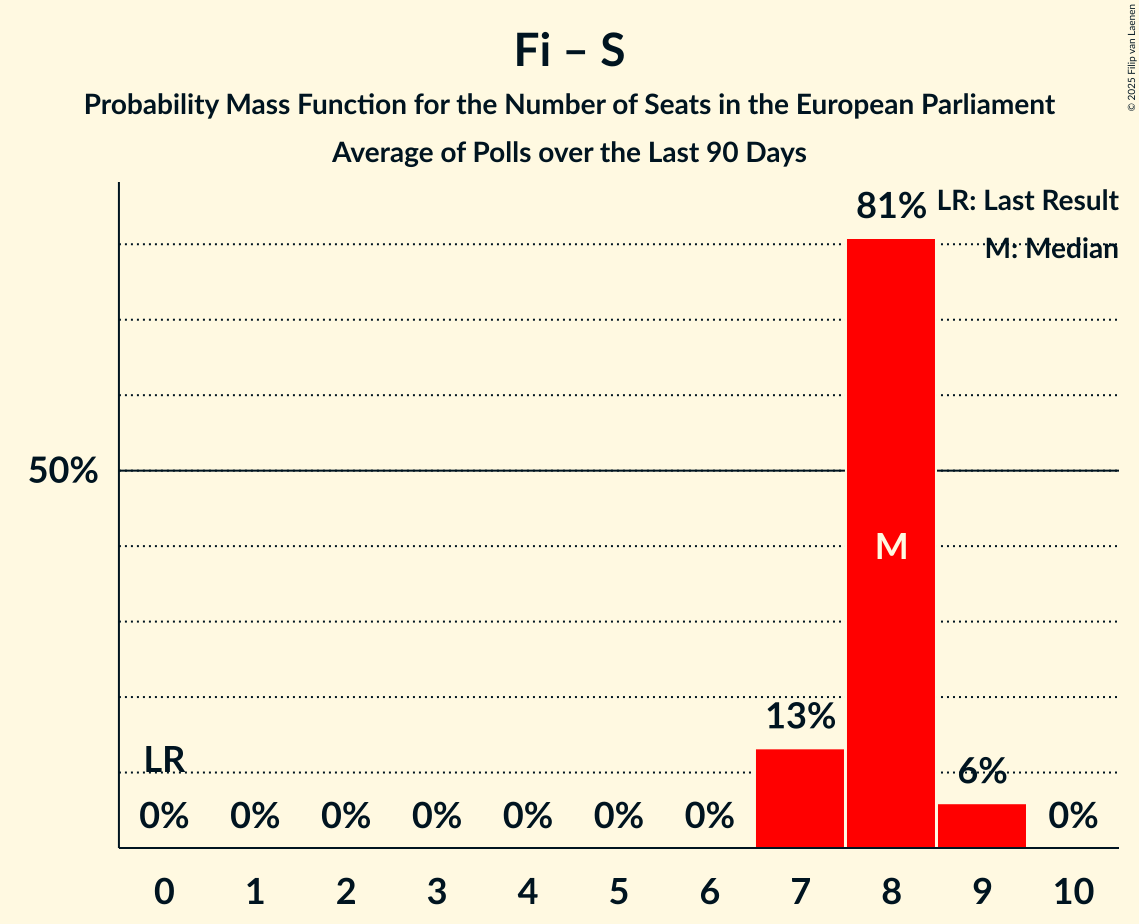 Fi – S
Probability Mass Function for the Number of Seats in the European Parliament
Average of Polls over the Last 90 Days
© 2025 Filip van Laenen
LR: Last Result
M: Median
81%
50%
M
13%
LR
6%
0% 0% 0% 0% 0% 0% 0% 0%
0 1 2 3 4 5 6 7 8 9 10